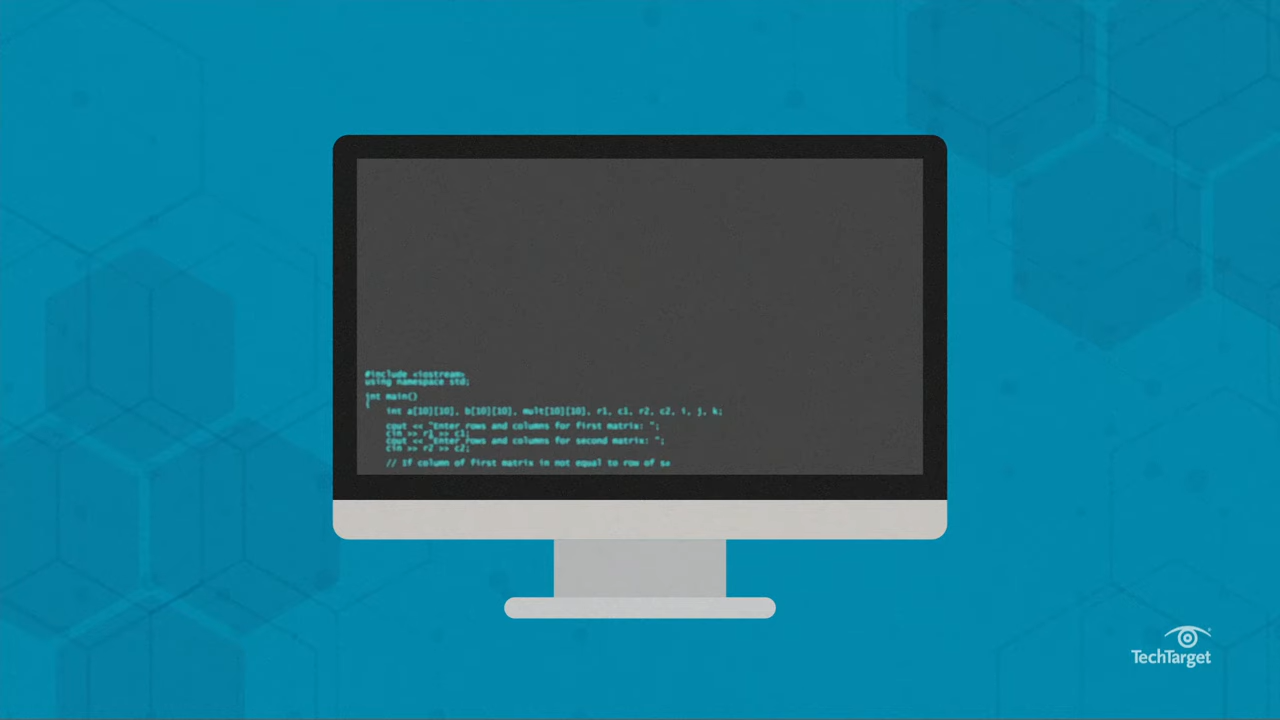 #include <iostream>
using namespace std;
int main()
{
int a[10][10], b[10][10], mult[10][10], r1, c1, r2, c2, i, j, k;
cout << "Enter rows and columns for first matrix: ";
cin >> r1 >> c1;
cout << "Enter rows and columns for second matrix: ";
cin >> r2 >> c2;
// If column of first matrix in not equal to row of se
TechTarget